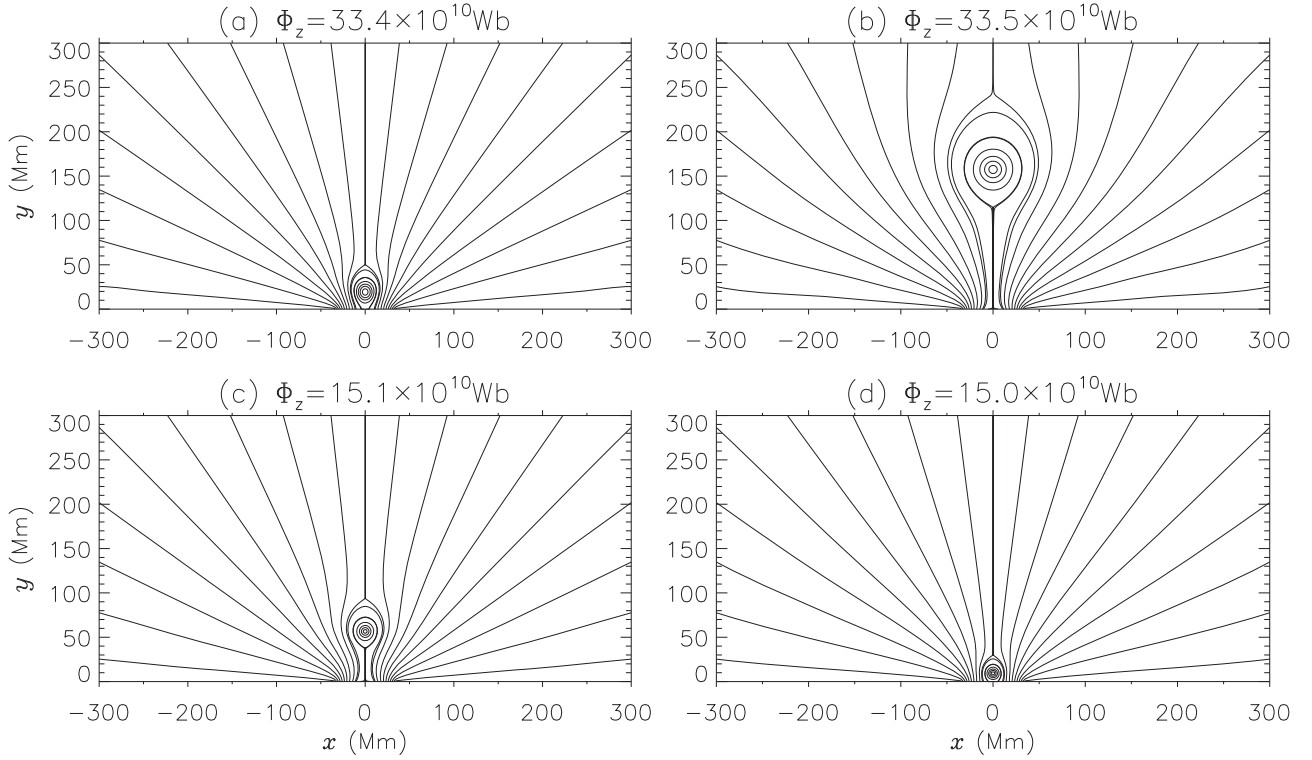 (a) Φz=33.4×10¹⁰Wb
(b) Φz=33.5×10¹⁰Wb
300
250
200
150
100
50
0
y (Mm)
−300 −200 −100 0 100 200 300
300
250
200
150
100
50
0
−300 −200 −100 0 100 200 300
(c) Φz=15.1×10¹⁰Wb
(d) Φz=15.0×10¹⁰Wb
300
250
200
150
100
50
0
y (Mm)
−300 −200 −100 0 100 200 300
x (Mm)
300
250
200
150
100
50
0
−300 −200 −100 0 100 200 300
x (Mm)